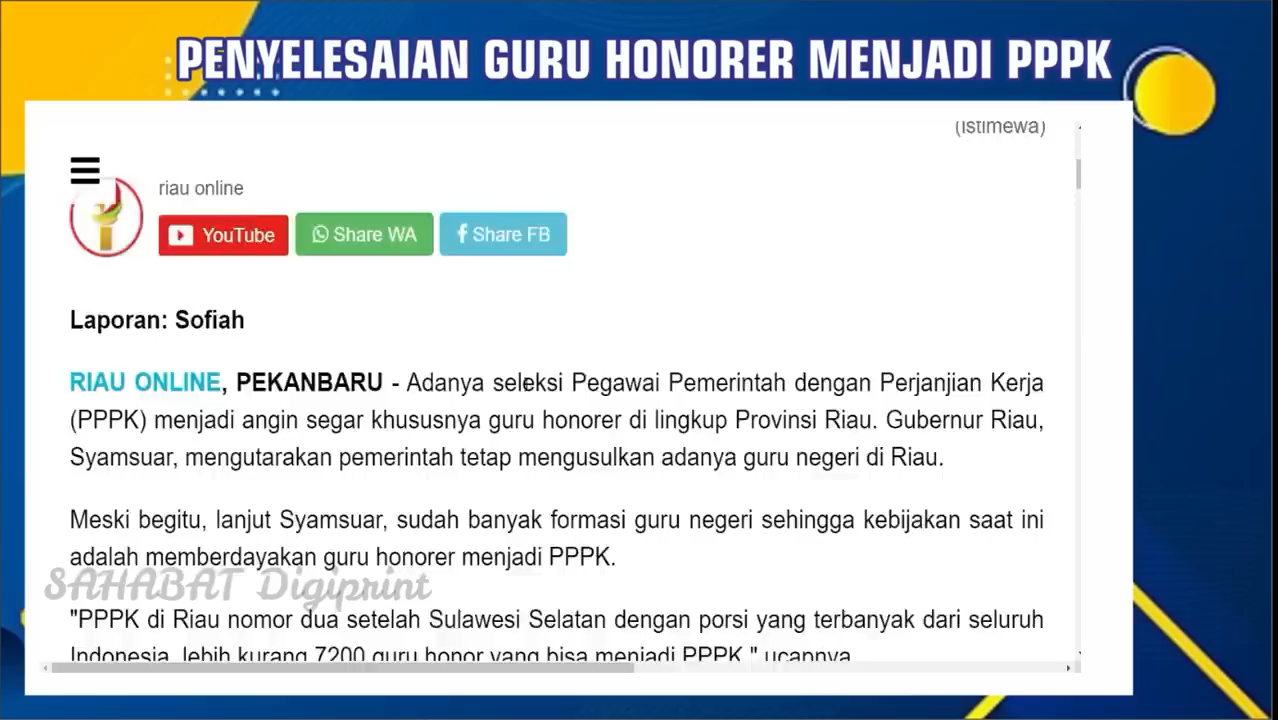 PENYELESAIAN GURU HONORER MENJADI PPPK
(Istimewa)
riau online
YouTube
Share WA
Share FB
Laporan: Sofiah
RIAU ONLINE, PEKANBARU - Adanya seleksi Pegawai Pemerintah dengan Perjanjian Kerja
(PPPK) menjadi angin segar khususnya guru honorer di lingkup Provinsi Riau. Gubernur Riau,
Syamsuar, mengutarakan pemerintah tetap mengusulkan adanya guru negeri di Riau.
Meski begitu, lanjut Syamsuar, sudah banyak formasi guru negeri sehingga kebijakan saat ini
adalah memberdayakan guru honorer menjadi PPPK.
SAHABAT Digiprint
"PPPK di Riau nomor dua setelah Sulawesi Selatan dengan porsi yang terbanyak dari seluruh
Indonesia, lebih kurang 7200 guru honor yang bisa menjadi PPPK," ucapnya.